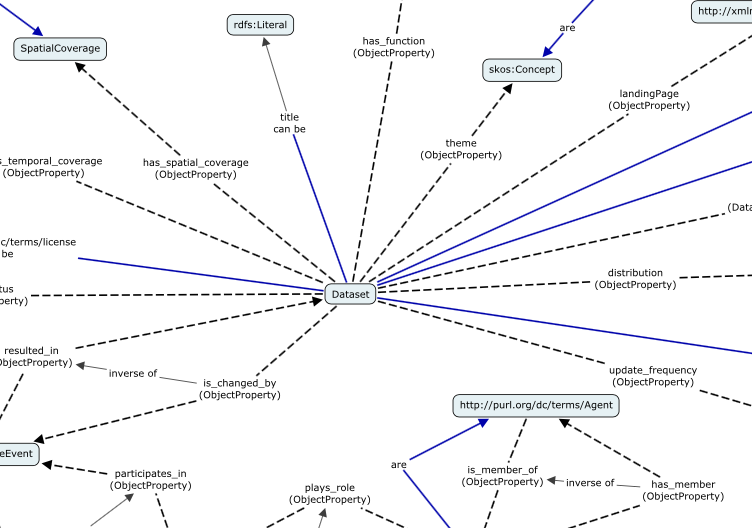 http://xmlr
rdfs:Literal
are
SpatialCoverage
has_function
(ObjectProperty)
skos:Concept
landingPage
(ObjectProperty)
title
can be
theme
(ObjectProperty)
s_temporal_coverage
(ObjectProperty)
has_spatial_coverage
(ObjectProperty)
(Data
c/terms/license
be
distribution
(ObjectProperty)
tus
perty)
Dataset
resulted_in
ObjectProperty)
inverse of
is_changed_by
(ObjectProperty)
update_frequency
(ObjectProperty)
http://purl.org/dc/terms/Agent
eEvent
participates_in
(ObjectProperty)
are
is_member_of
(ObjectProperty)
inverse of
has_member
(ObjectProperty)
plays_role
(ObjectProperty)